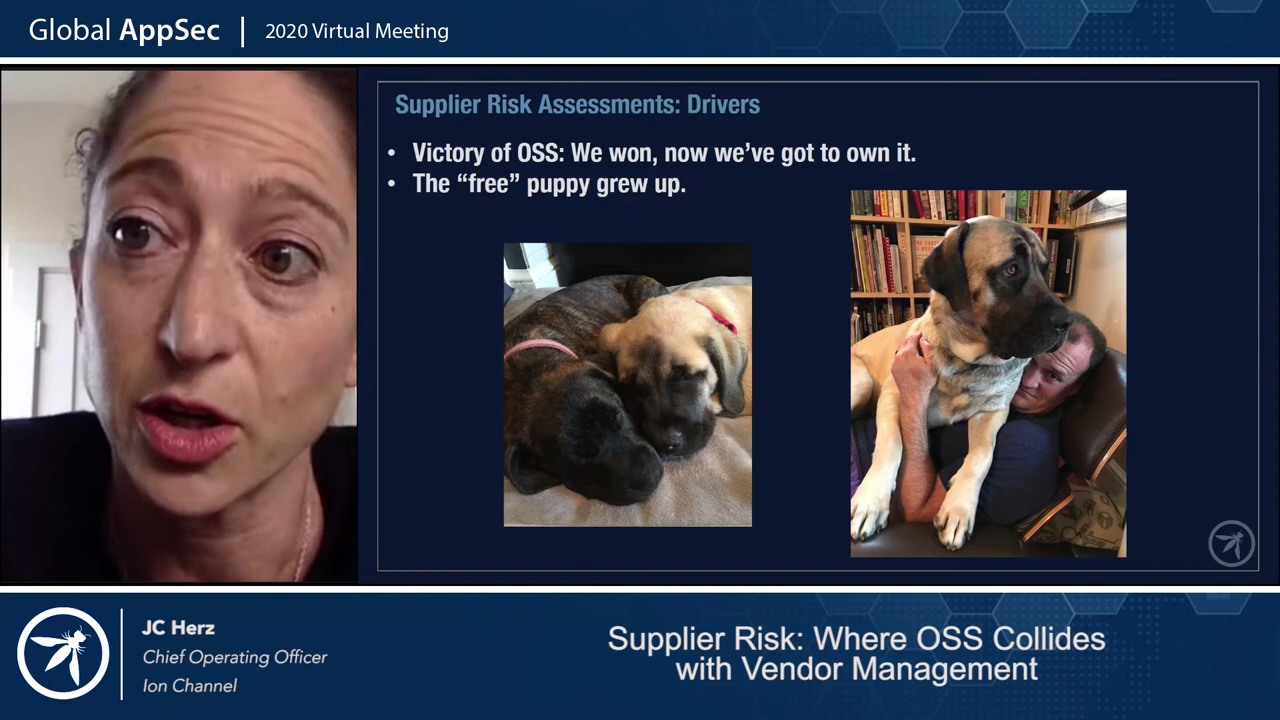 Global AppSec | 2020 Virtual Meeting
Supplier Risk Assessments: Drivers
• Victory of OSS: We won, now we've got to own it.
• The “free” puppy grew up.
JC Herz
Chief Operating Officer
Ion Channel
Supplier Risk: Where OSS Collides
with Vendor Management